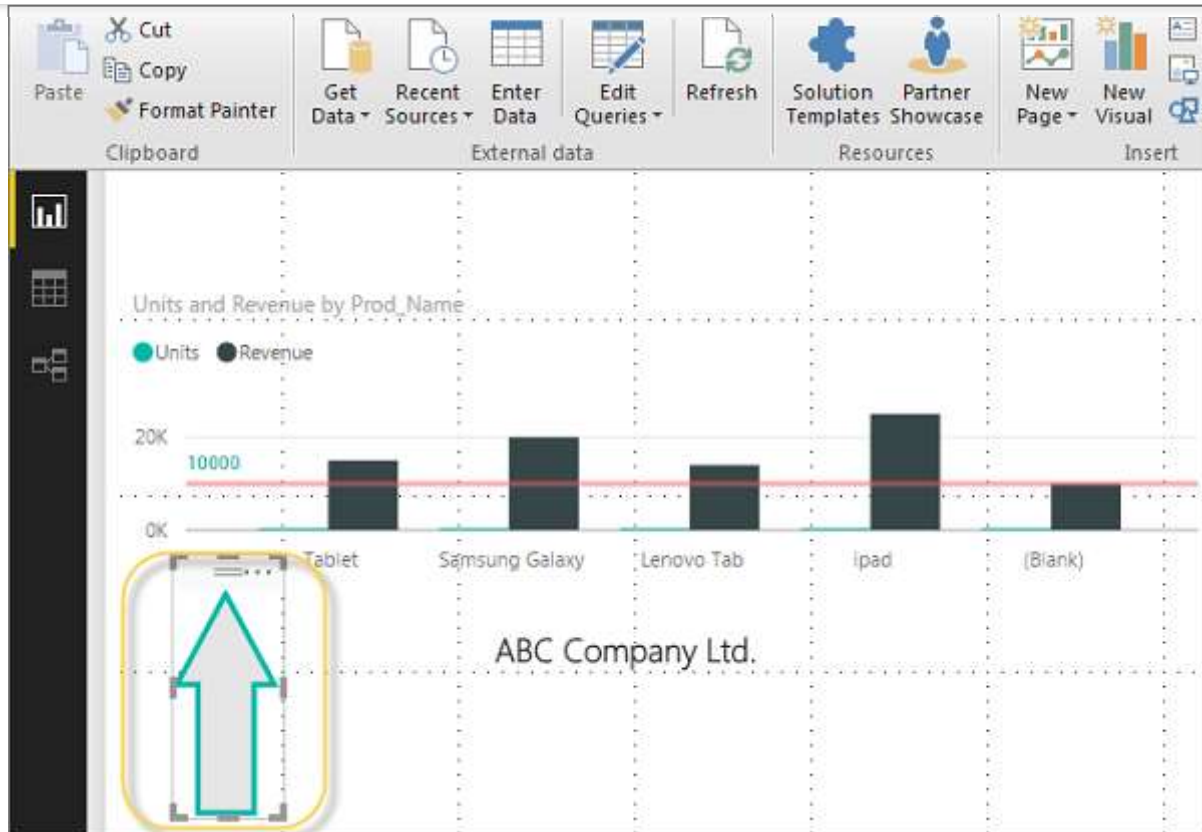 Cut
Copy
Format Painter
Paste
Clipboard
Get Data
Recent Sources
Enter Data
Edit Queries
Refresh
External data
Solution Templates
Partner Showcase
Resources
New Page
New Visual
Insert
Units and Revenue by Prod_Name
Units Revenue
20K
10000
0K
Tablet Samsung Galaxy Lenovo Tab ipad (Blank)
ABC Company Ltd.